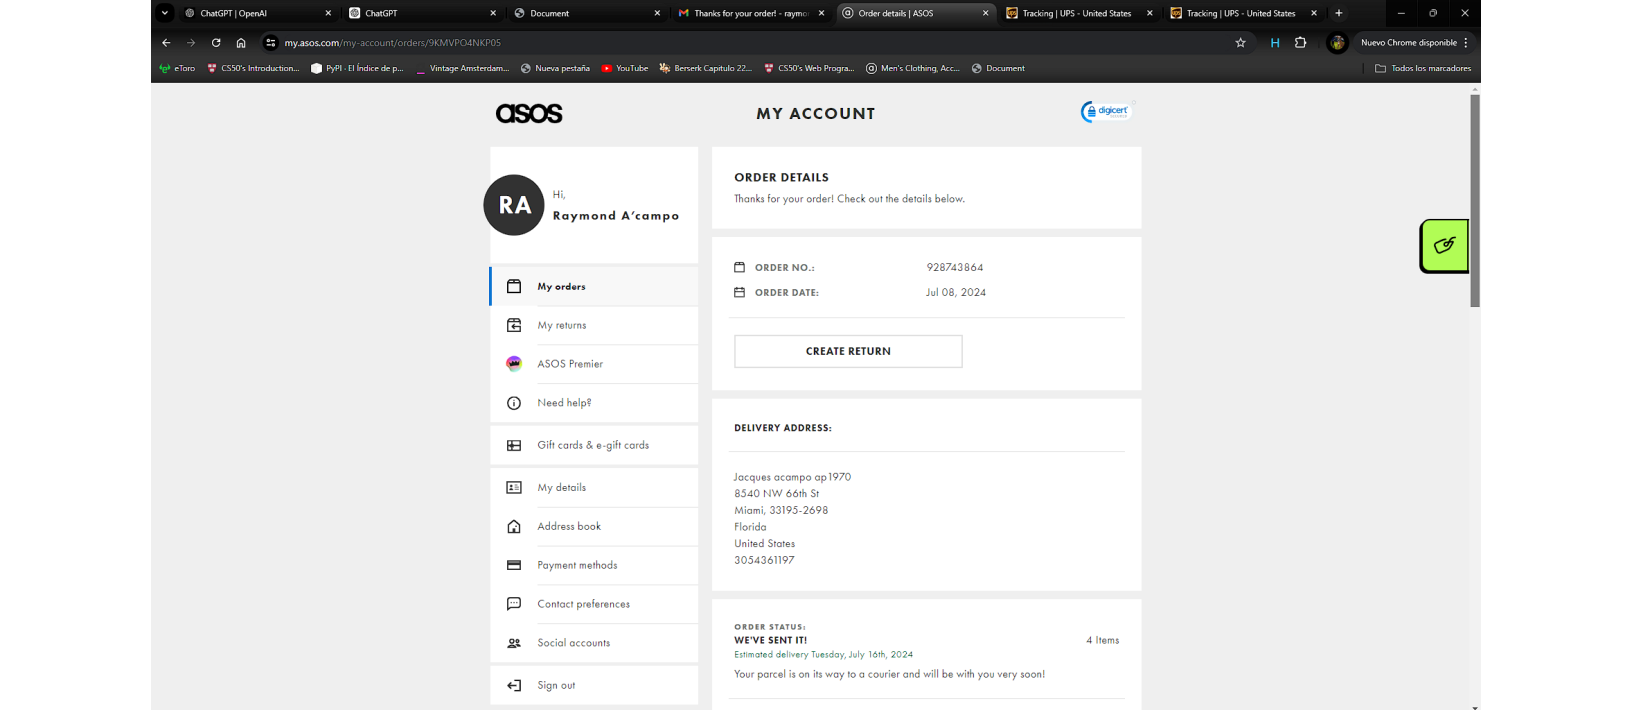 ChatGPT | OpenAI
ChatGPT
Document
Thanks for your order! - raymo
Order details | ASOS
Tracking | UPS - United States
Tracking | UPS - United States
my.asos.com/my-account/orders/9KMVPO4NKP05
Nuevo Chrome disponible
eToro
CS50's Introduction...
PyPI · El Índice de p...
Vintage Amsterdam...
Nueva pestaña
YouTube
Berserk Capitulo 22...
CS50's Web Progra...
Men's Clothing, Acc...
Document
Todos los marcadores
asos
MY ACCOUNT
digicert
RA
Hi,
Raymond A'campo
My orders
My returns
ASOS Premier
Need help?
Gift cards & e-gift cards
My details
Address book
Payment methods
Contact preferences
Social accounts
Sign out
ORDER DETAILS
Thanks for your order! Check out the details below.
ORDER NO.: 928743864
ORDER DATE: Jul 08, 2024
CREATE RETURN
DELIVERY ADDRESS:
Jacques acampo ap1970
8540 NW 66th St
Miami, 33195-2698
Florida
United States
3054361197
ORDER STATUS:
WE'VE SENT IT! 4 Items
Estimated delivery Tuesday, July 16th, 2024
Your parcel is on its way to a courier and will be with you very soon!